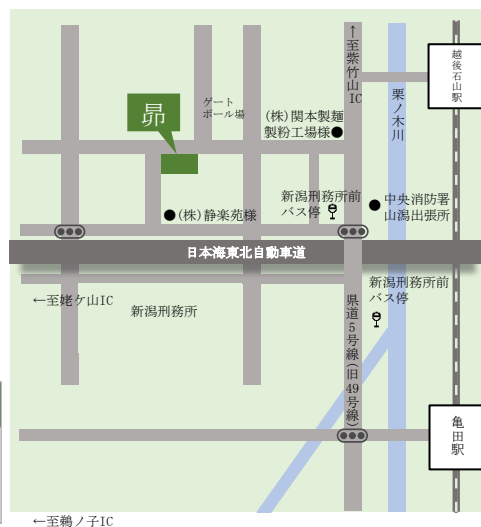 ↑至紫竹山IC
越後石山駅
栗ノ木川
ゲート
ボール場
昴
(株)関本製麺
製粉工場様●
新潟刑務所前
バス停
●中央消防署
山潟出張所
●(株)静楽苑様
日本海東北自動車道
←至姥ケ山IC
新潟刑務所
新潟刑務所前
バス停
県道5号線(旧49号線)
亀田駅
←至鵜ノ子IC